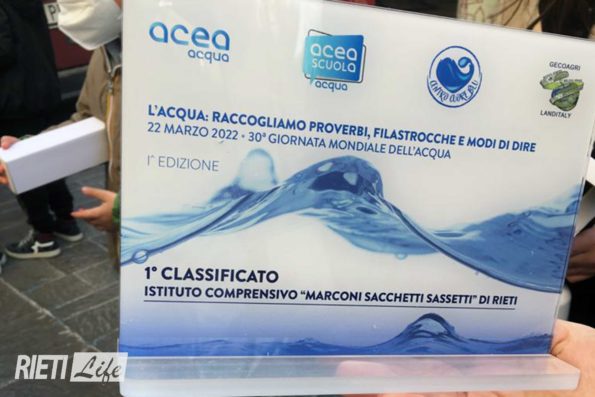 acea
acqua
acea
SCUOLA
acqua
GECOAGRI
LANDITALY
L'ACQUA: RACCOGLIAMO PROVERBI, FILASTROCCHE E MODI DI DIRE
22 MARZO 2022 - 30ª GIORNATA MONDIALE DELL'ACQUA
I° EDIZIONE
1° CLASSIFICATO
ISTITUTO COMPRENSIVO "MARCONI SACCHETTI SASSETTI" DI RIETI
RIETI Life